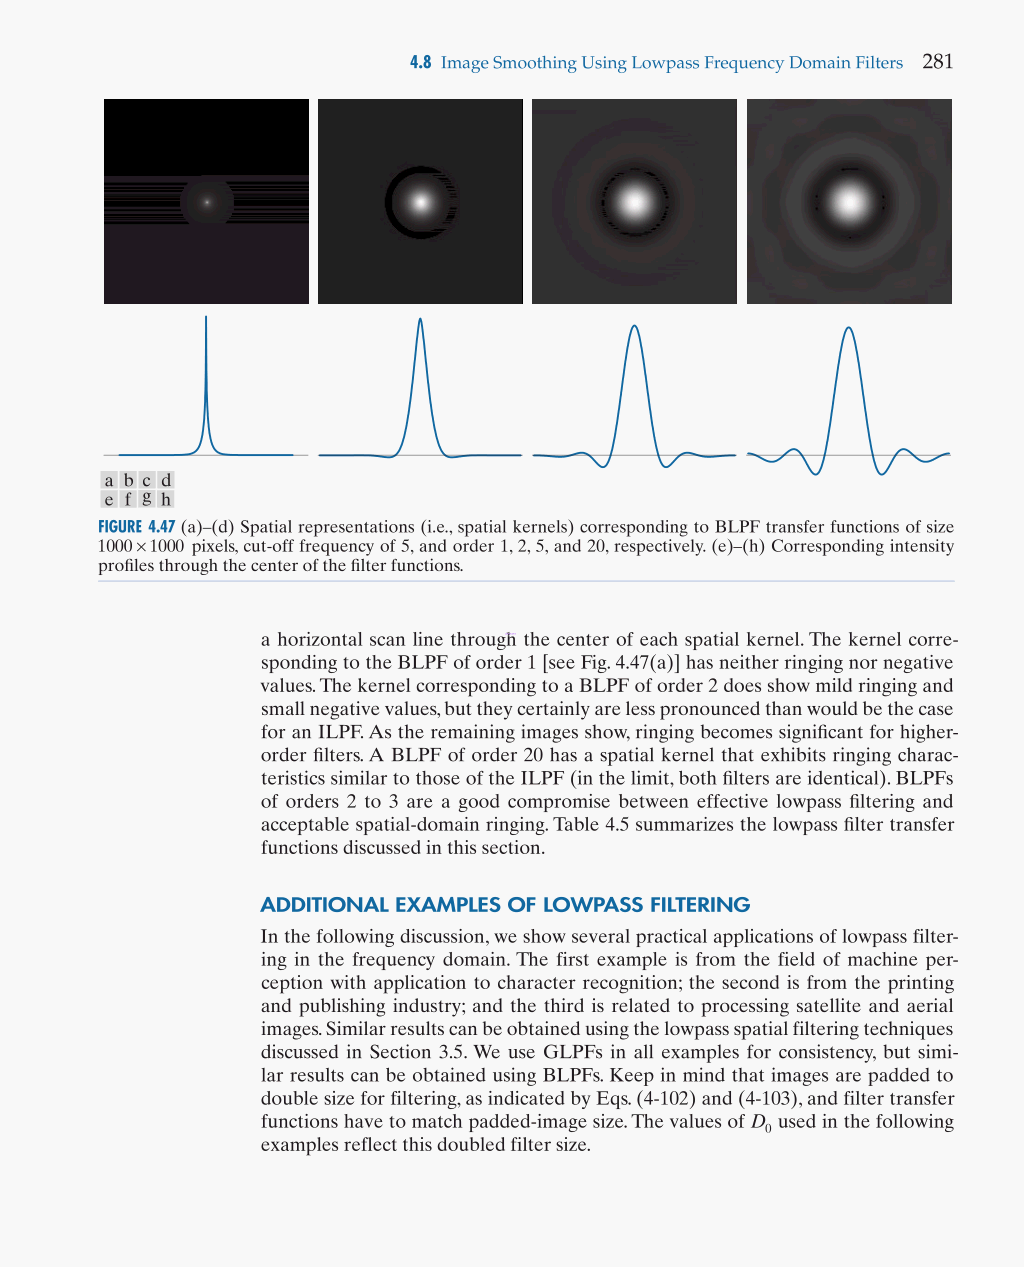 4.8 Image Smoothing Using Lowpass Frequency Domain Filters 281
a b c d
e f g h
FIGURE 4.47 (a)–(d) Spatial representations (i.e., spatial kernels) corresponding to BLPF transfer functions of size
1000 × 1000 pixels, cut-off frequency of 5, and order 1, 2, 5, and 20, respectively. (e)–(h) Corresponding intensity
profiles through the center of the filter functions.
a horizontal scan line through the center of each spatial kernel. The kernel corre-
sponding to the BLPF of order 1 [see Fig. 4.47(a)] has neither ringing nor negative
values. The kernel corresponding to a BLPF of order 2 does show mild ringing and
small negative values, but they certainly are less pronounced than would be the case
for an ILPF. As the remaining images show, ringing becomes significant for higher-
order filters. A BLPF of order 20 has a spatial kernel that exhibits ringing charac-
teristics similar to those of the ILPF (in the limit, both filters are identical). BLPFs
of orders 2 to 3 are a good compromise between effective lowpass filtering and
acceptable spatial-domain ringing. Table 4.5 summarizes the lowpass filter transfer
functions discussed in this section.
ADDITIONAL EXAMPLES OF LOWPASS FILTERING
In the following discussion, we show several practical applications of lowpass filter-
ing in the frequency domain. The first example is from the field of machine per-
ception with application to character recognition; the second is from the printing
and publishing industry; and the third is related to processing satellite and aerial
images. Similar results can be obtained using the lowpass spatial filtering techniques
discussed in Section 3.5. We use GLPFs in all examples for consistency, but simi-
lar results can be obtained using BLPFs. Keep in mind that images are padded to
double size for filtering, as indicated by Eqs. (4-102) and (4-103), and filter transfer
functions have to match padded-image size. The values of D₀ used in the following
examples reflect this doubled filter size.